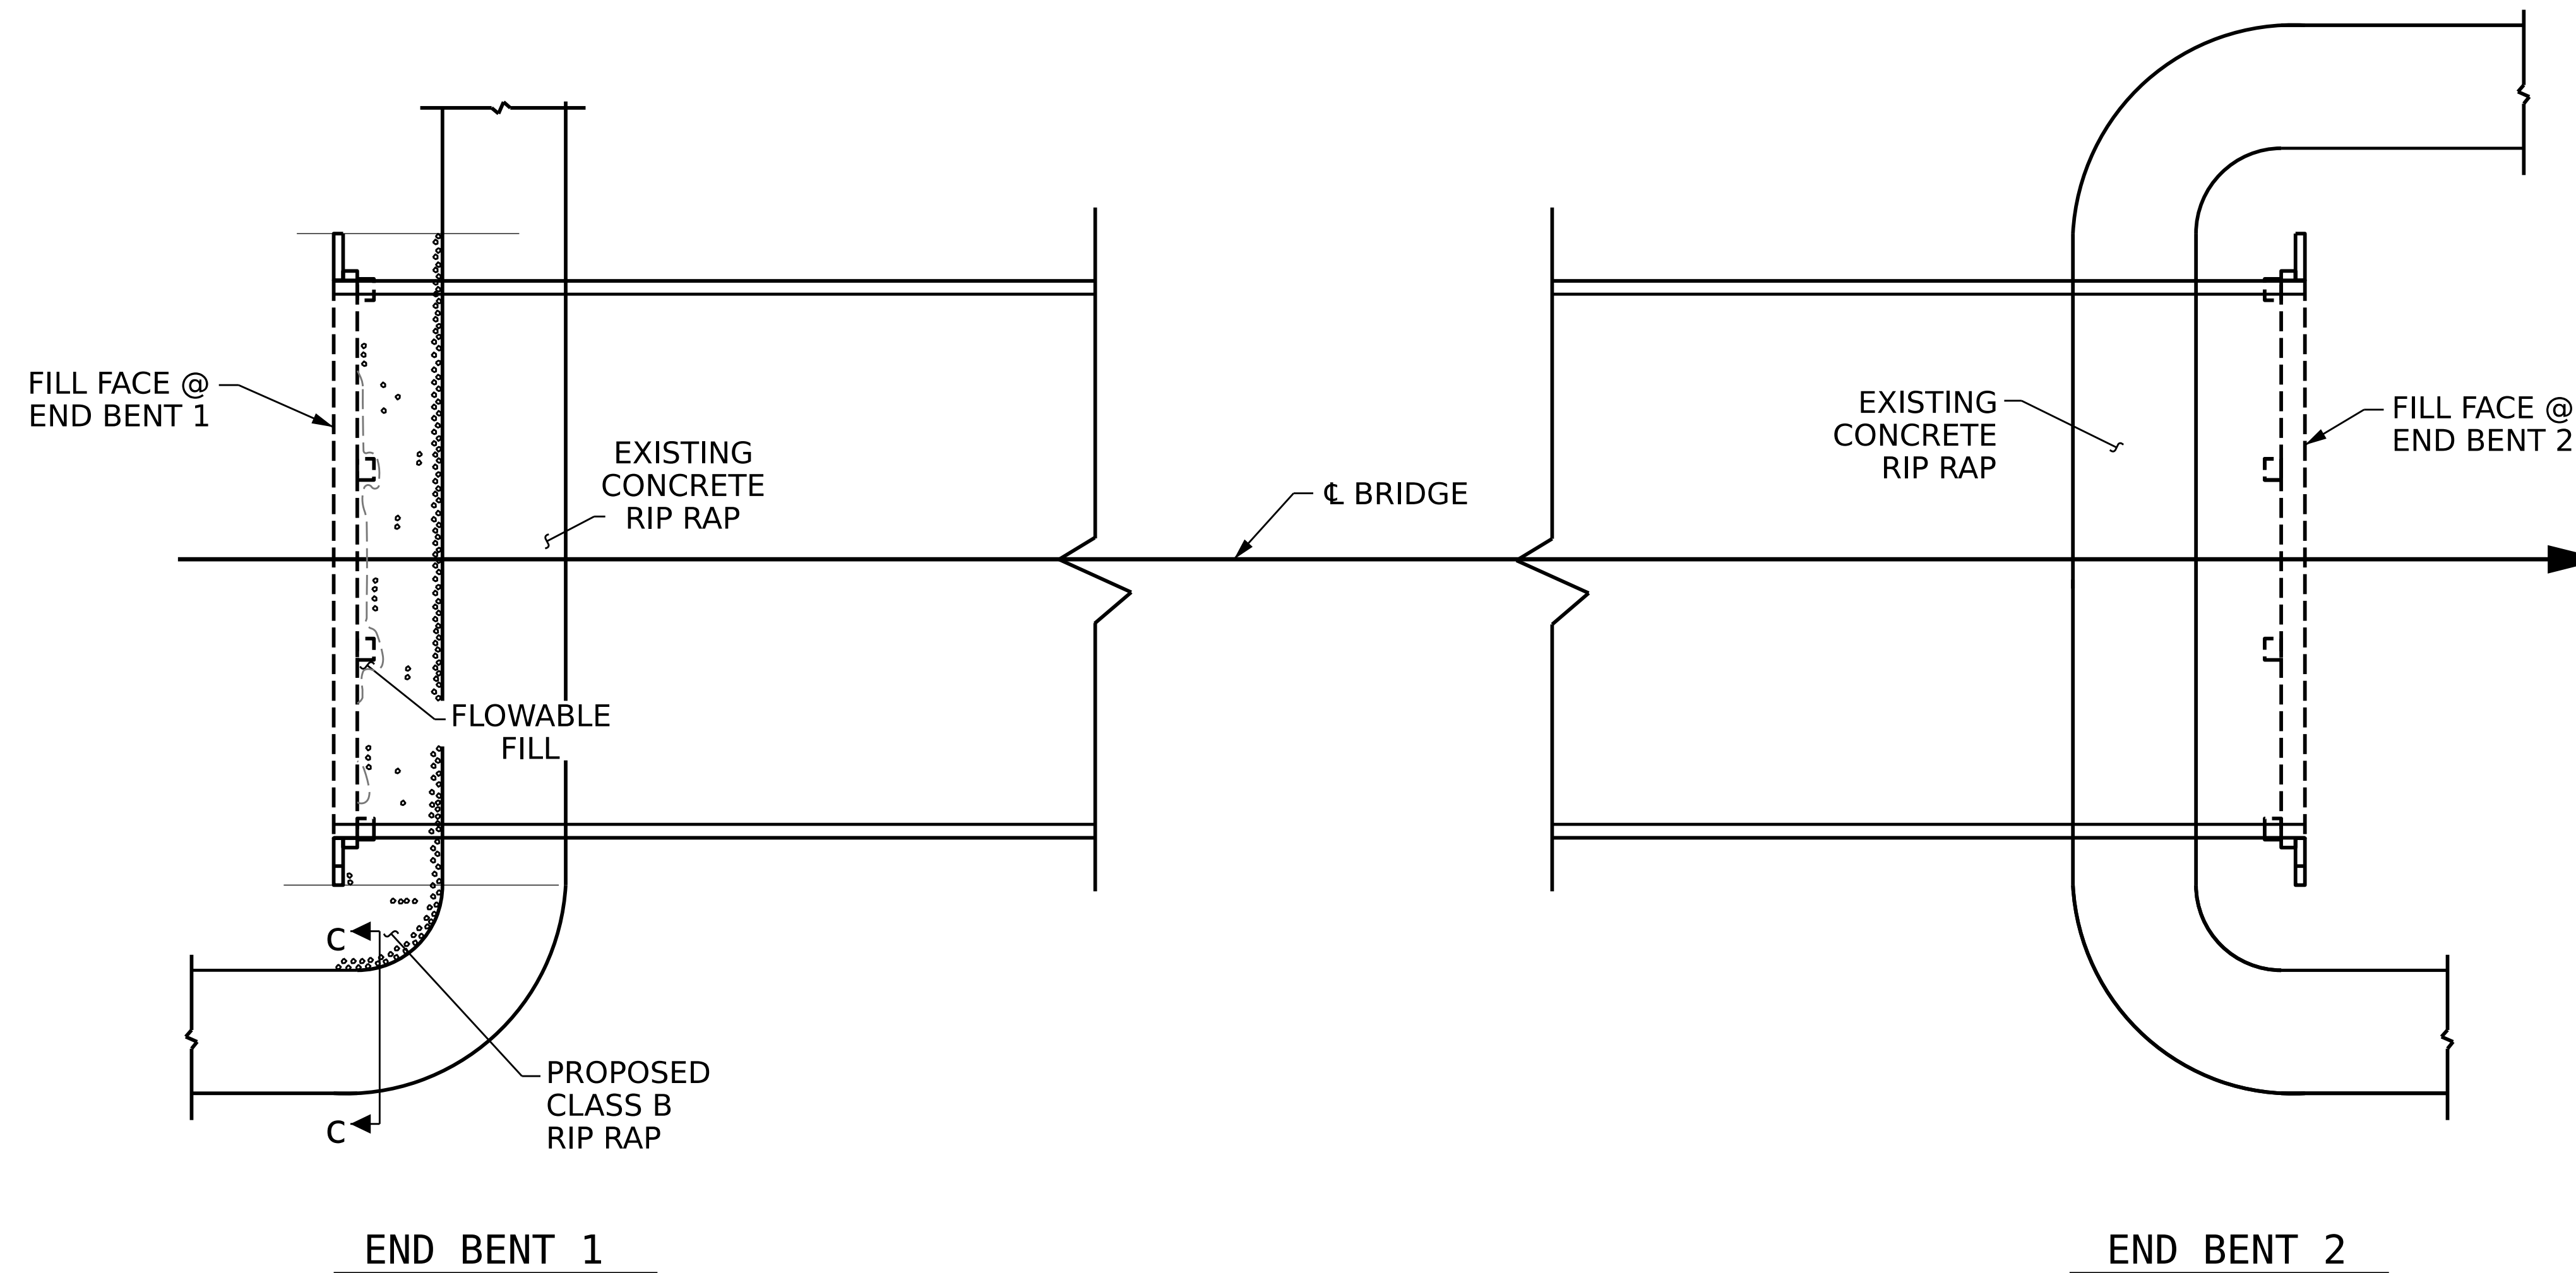 FILL FACE @
END BENT 1
EXISTING
CONCRETE
RIP RAP
℄ BRIDGE
EXISTING
CONCRETE
RIP RAP
FILL FACE @
END BENT 2
FLOWABLE
FILL
C
C
PROPOSED
CLASS B
RIP RAP
END BENT 1
END BENT 2